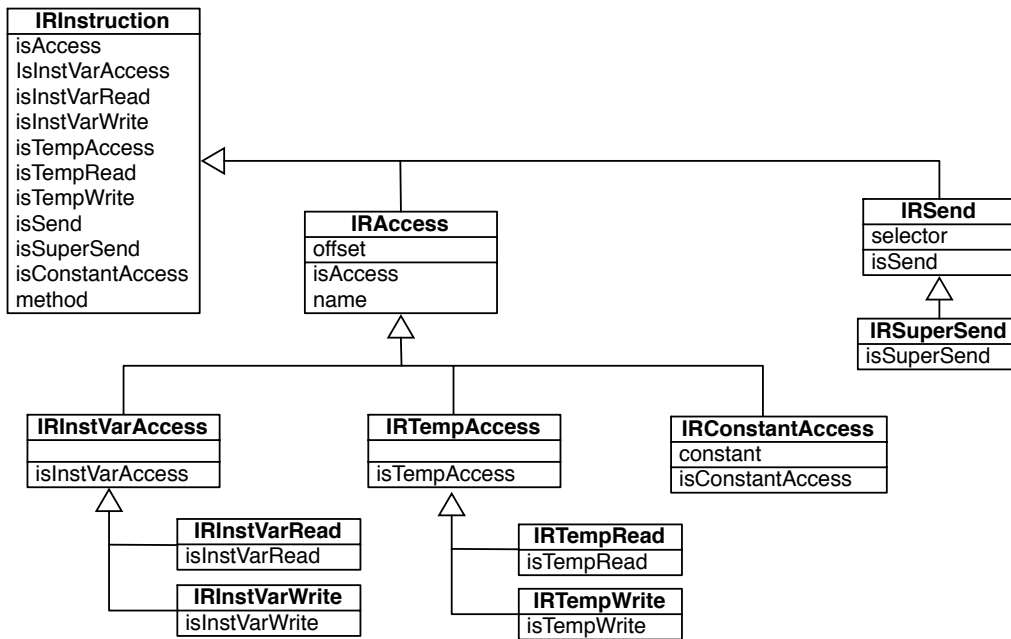 IRInstruction
isAccess
IsInstVarAccess
isInstVarRead
isInstVarWrite
isTempAccess
isTempRead
isTempWrite
isSend
isSuperSend
isConstantAccess
method
IRAccess
offset
isAccess
name
IRSend
selector
isSend
IRSuperSend
isSuperSend
IRInstVarAccess
isInstVarAccess
IRTempAccess
isTempAccess
IRConstantAccess
constant
isConstantAccess
IRInstVarRead
isInstVarRead
IRInstVarWrite
isInstVarWrite
IRTempRead
isTempRead
IRTempWrite
isTempWrite